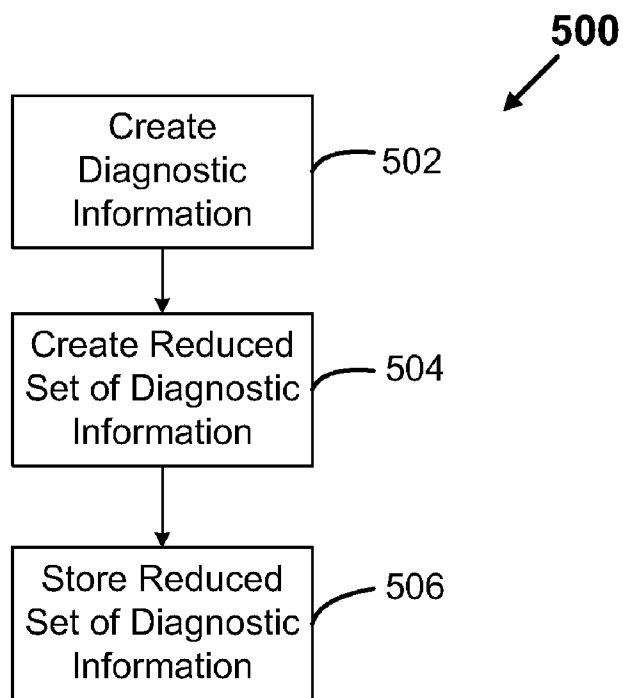 500
Create
Diagnostic
Information
502
Create Reduced
Set of Diagnostic
Information
504
Store Reduced
Set of Diagnostic
Information
506